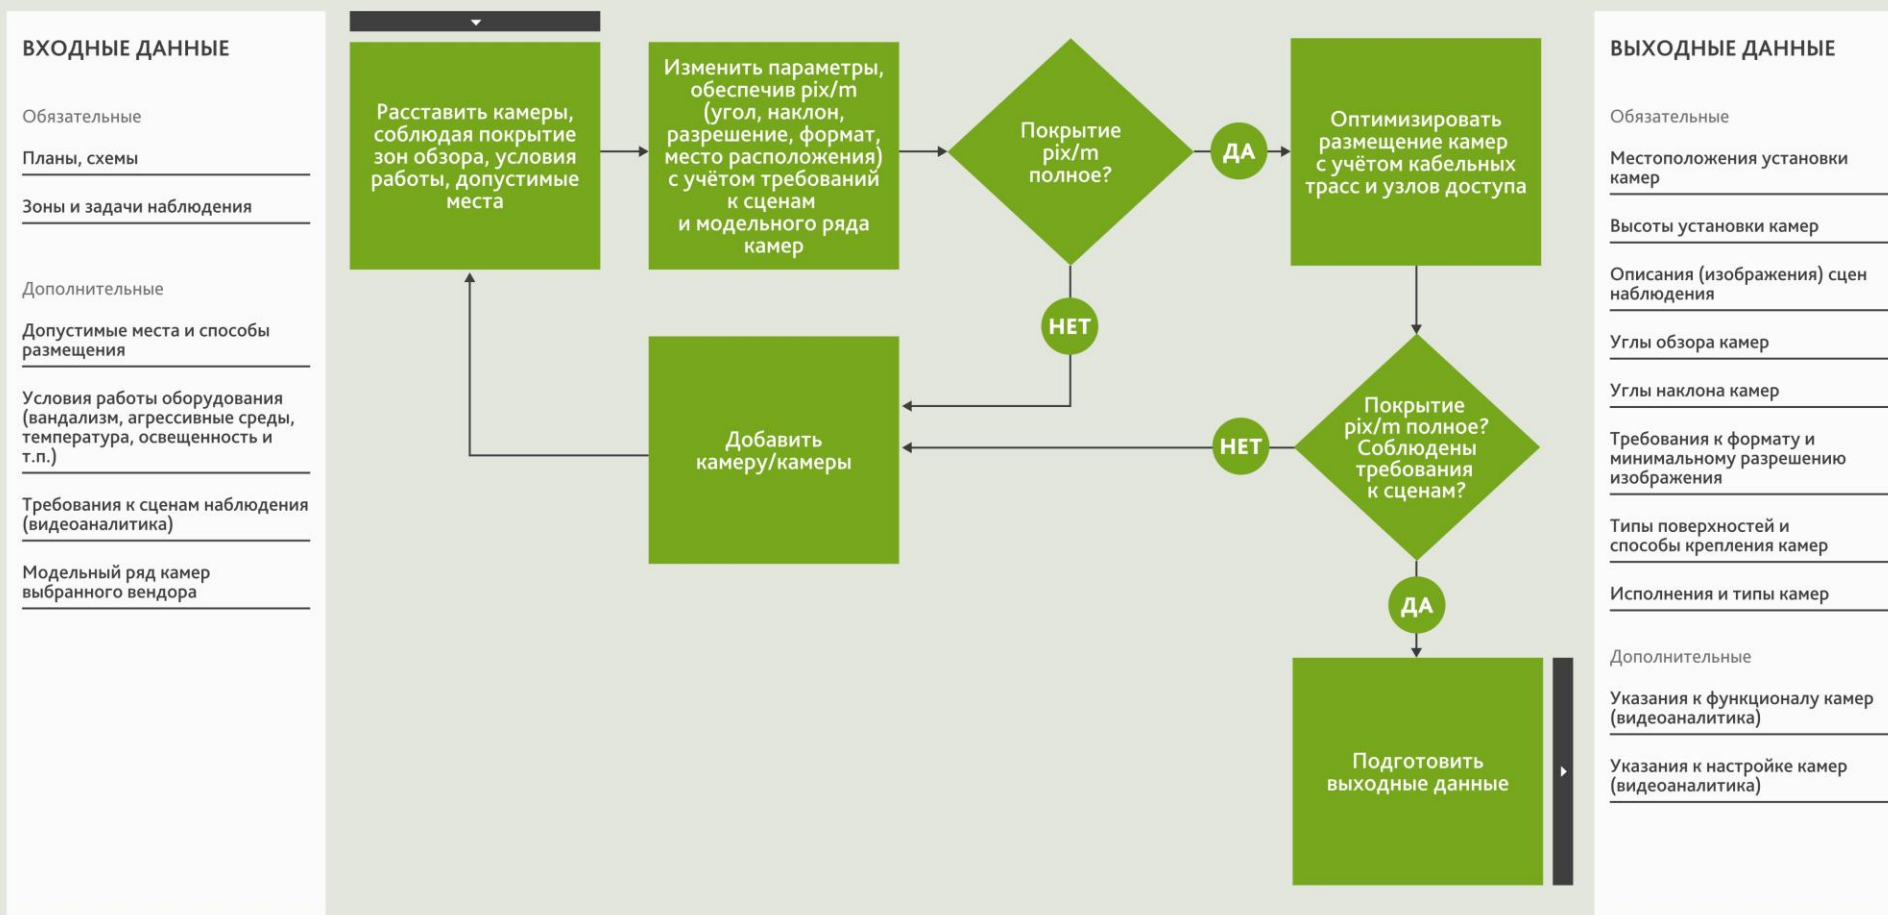 ВХОДНЫЕ ДАННЫЕ
Обязательные
Планы, схемы
Зоны и задачи наблюдения
Дополнительные
Допустимые места и способы
размещения
Условия работы оборудования
(вандализм, агрессивные среды,
температура, освещенность и
т.п.)
Требования к сценам наблюдения
(видеоаналитика)
Модельный ряд камер
выбранного вендора
Расставить камеры,
соблюдая покрытие
зон обзора, условия
работы, допустимые
места
Изменить параметры,
обеспечив pix/m
(угол, наклон,
разрешение, формат,
место расположения)
с учётом требований
к сценам
и модельного ряда
камер
Покрытие
pix/m
полное?
ДА
Оптимизировать
размещение камер
с учётом кабельных
трасс и узлов доступа
НЕТ
Добавить
камеру/камеры
НЕТ
Покрытие
pix/m полное?
Соблюдены
требования
к сценам?
ДА
Подготовить
выходные данные
ВЫХОДНЫЕ ДАННЫЕ
Обязательные
Местоположения установки
камер
Высоты установки камер
Описания (изображения) сцен
наблюдения
Углы обзора камер
Углы наклона камер
Требования к формату и
минимальному разрешению
изображения
Типы поверхностей и
способы крепления камер
Исполнения и типы камер
Дополнительные
Указания к функционалу камер
(видеоаналитика)
Указания к настройке камер
(видеоаналитика)